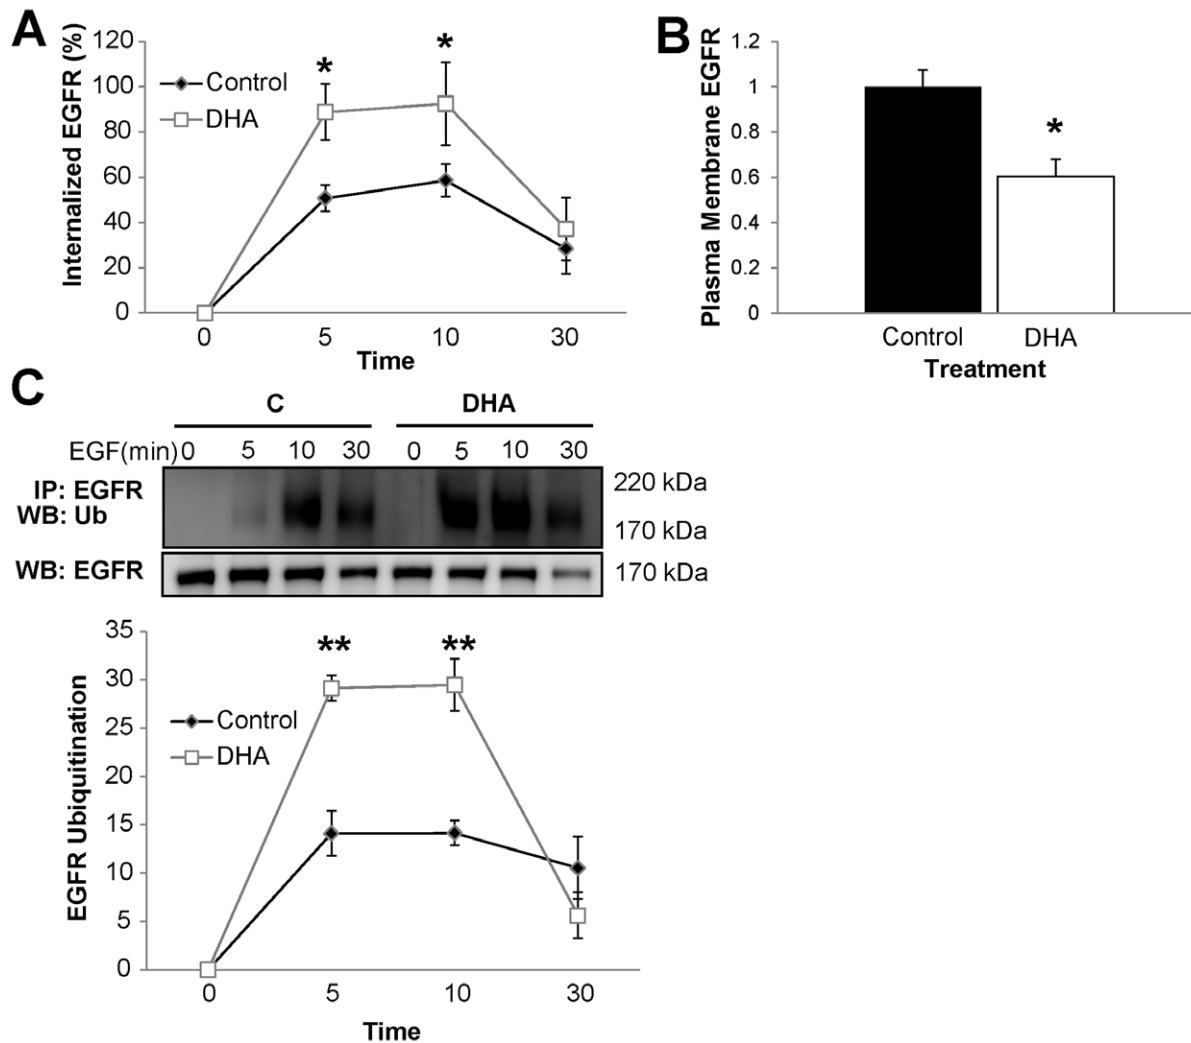 A
Internalized EGFR (%)
120
100
80
60
40
20
0
Control
DHA
*
*
0 5 10 30
Time
B
Plasma Membrane EGFR
1.2
1
0.8
0.6
0.4
0.2
0
*
Control DHA
Treatment
C
C DHA
EGF(min) 0 5 10 30 0 5 10 30
IP: EGFR
WB: Ub
220 kDa
170 kDa
WB: EGFR 170 kDa
EGFR Ubiquitination
35
30
25
20
15
10
5
0
Control
DHA
** **
0 5 10 30
Time